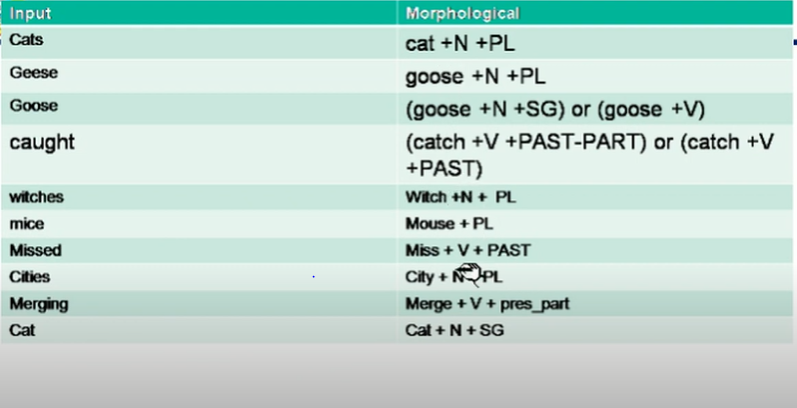 Input Morphological
Cats cat +N +PL
Geese goose +N +PL
Goose (goose +N +SG) or (goose +V)
caught (catch +V +PAST-PART) or (catch +V
+PAST)
witches Witch +N + PL
mice Mouse + PL
Missed Miss + V + PAST
Cities City + N +PL
Merging Merge + V + pres_part
Cat Cat + N + SG